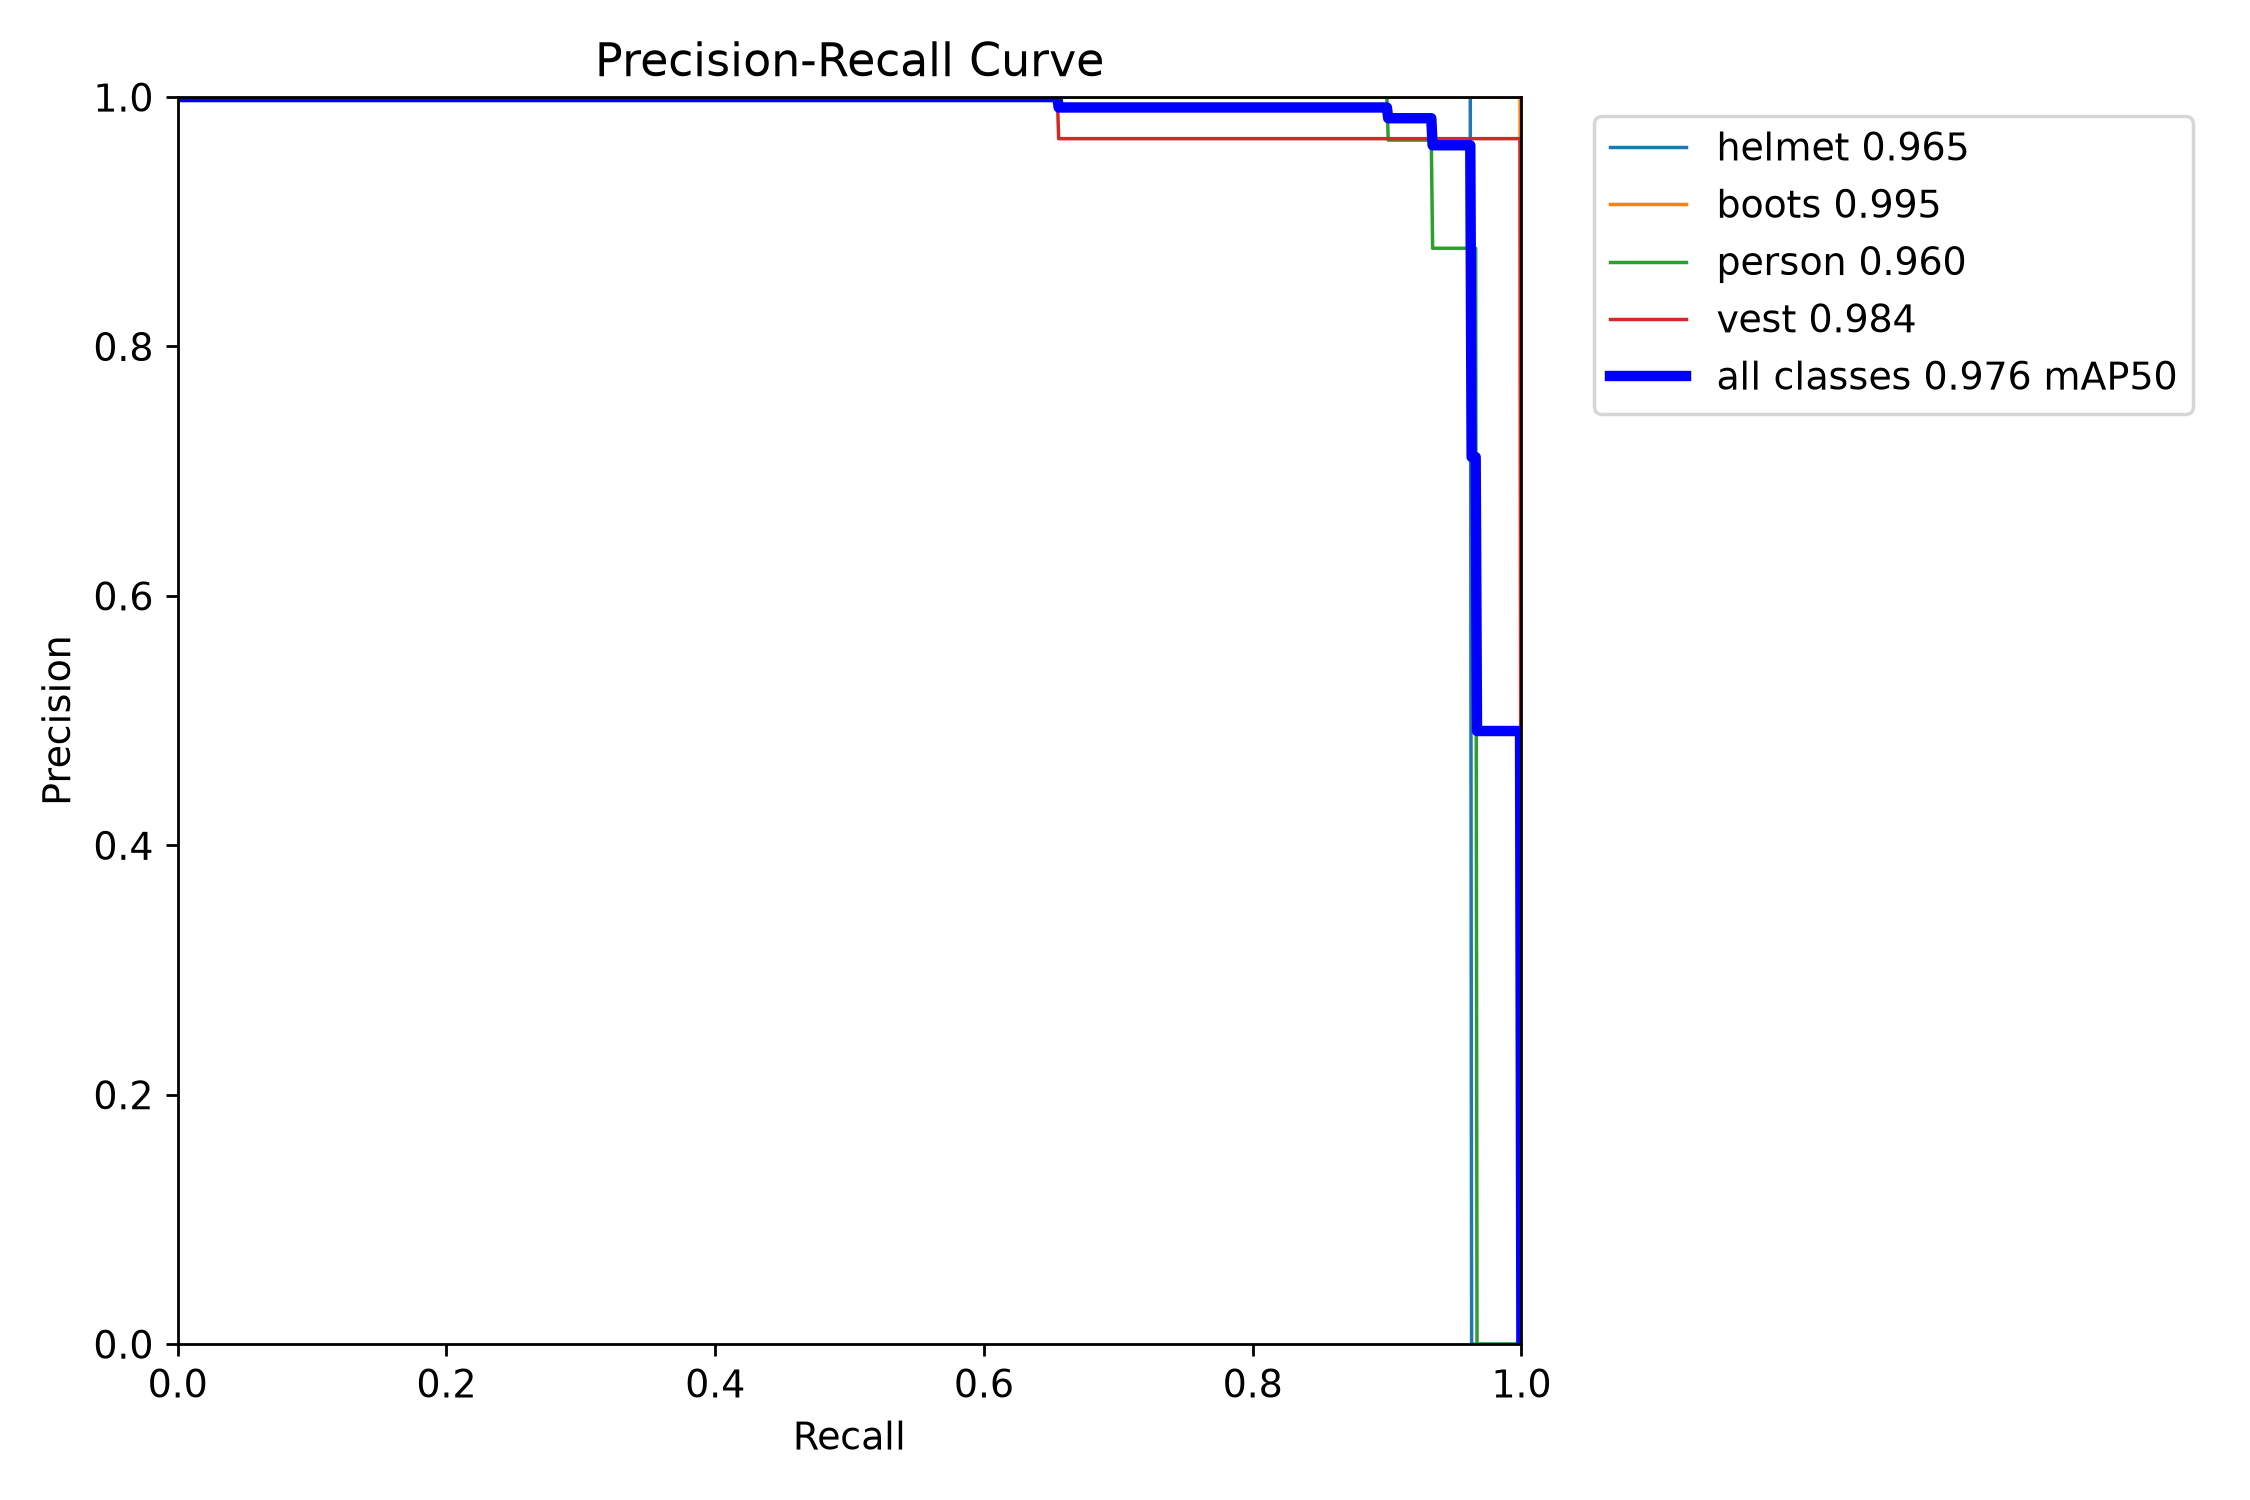 Precision-Recall Curve
1.0
0.8
0.6
0.4
0.2
0.0
Precision
0.0 0.2 0.4 0.6 0.8 1.0
Recall
helmet 0.965
boots 0.995
person 0.960
vest 0.984
all classes 0.976 mAP50